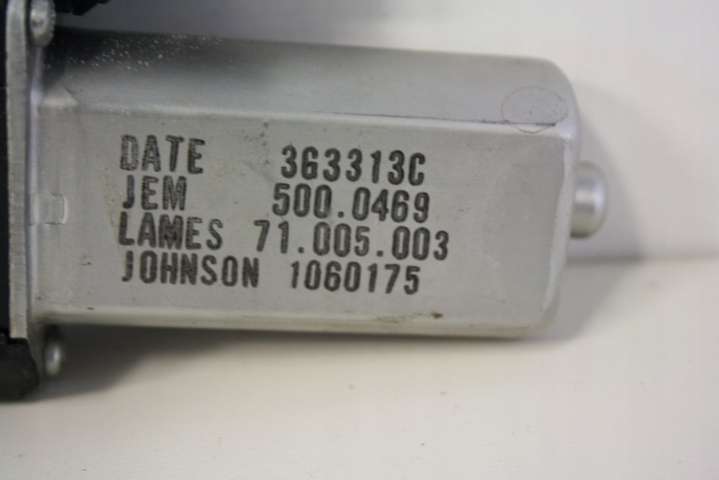 DATE 363313C
JEM 500.0469
LAMES 71.005.003
JOHNSON 1060175